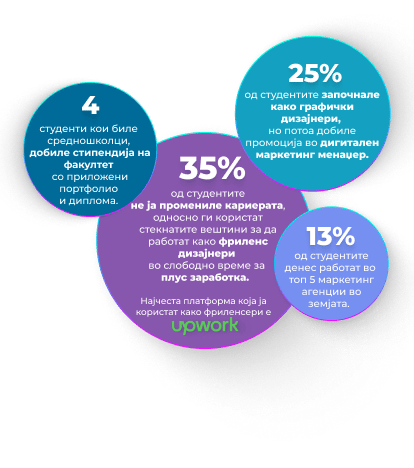 4
студенти кои биле
средношколци,
добиле стипендија на
факултет
со приложени
портфолио
и диплома.
25%
од студентите започнале
како графички
дизајнери,
но потоа добиле
промоција во дигитален
маркетинг менаџер.
35%
од студентите
не ја промениле кариерата,
односно ги користат
стекнатите вештини за да
работат како фриленс
дизајнери
во слободно време за
плус заработка.
Најчеста платформа која ја
користат како фриленсери е
upwork
13%
од студентите
денес работат во
топ 5 маркетинг
агенции во
земјата.